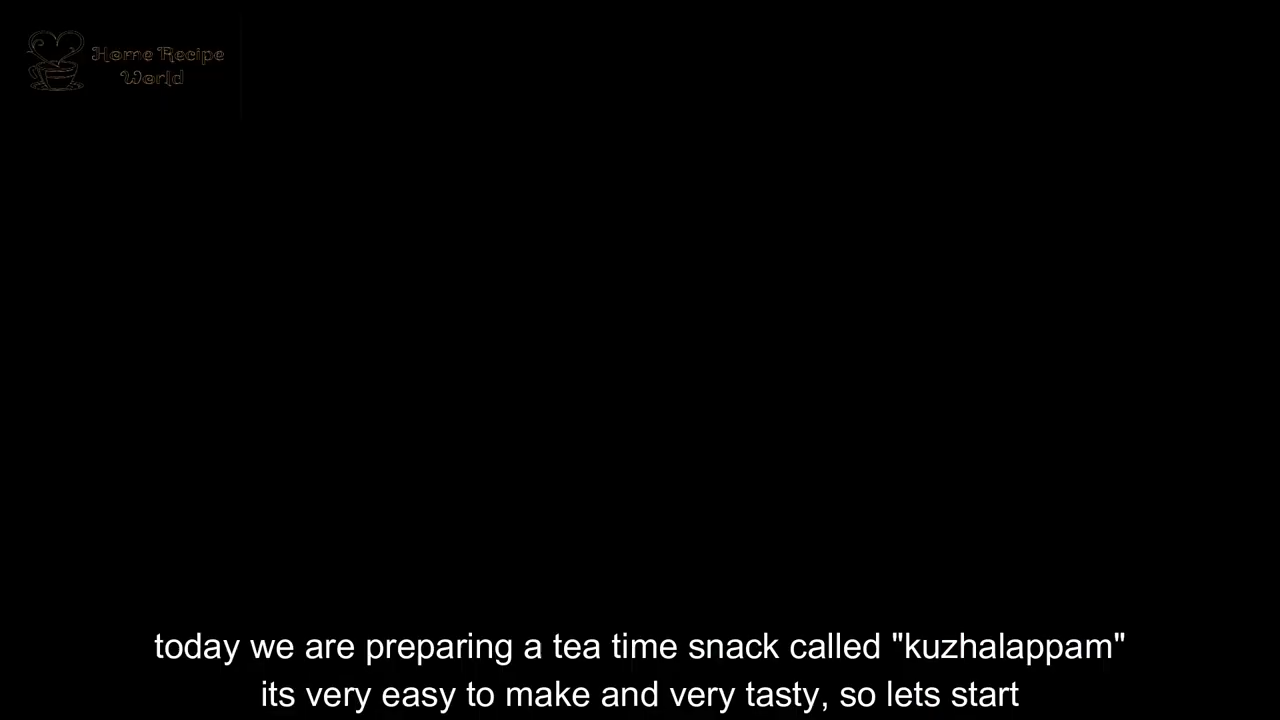 Home Recipe
World
today we are preparing a tea time snack called "kuzhalappam"
its very easy to make and very tasty, so lets start